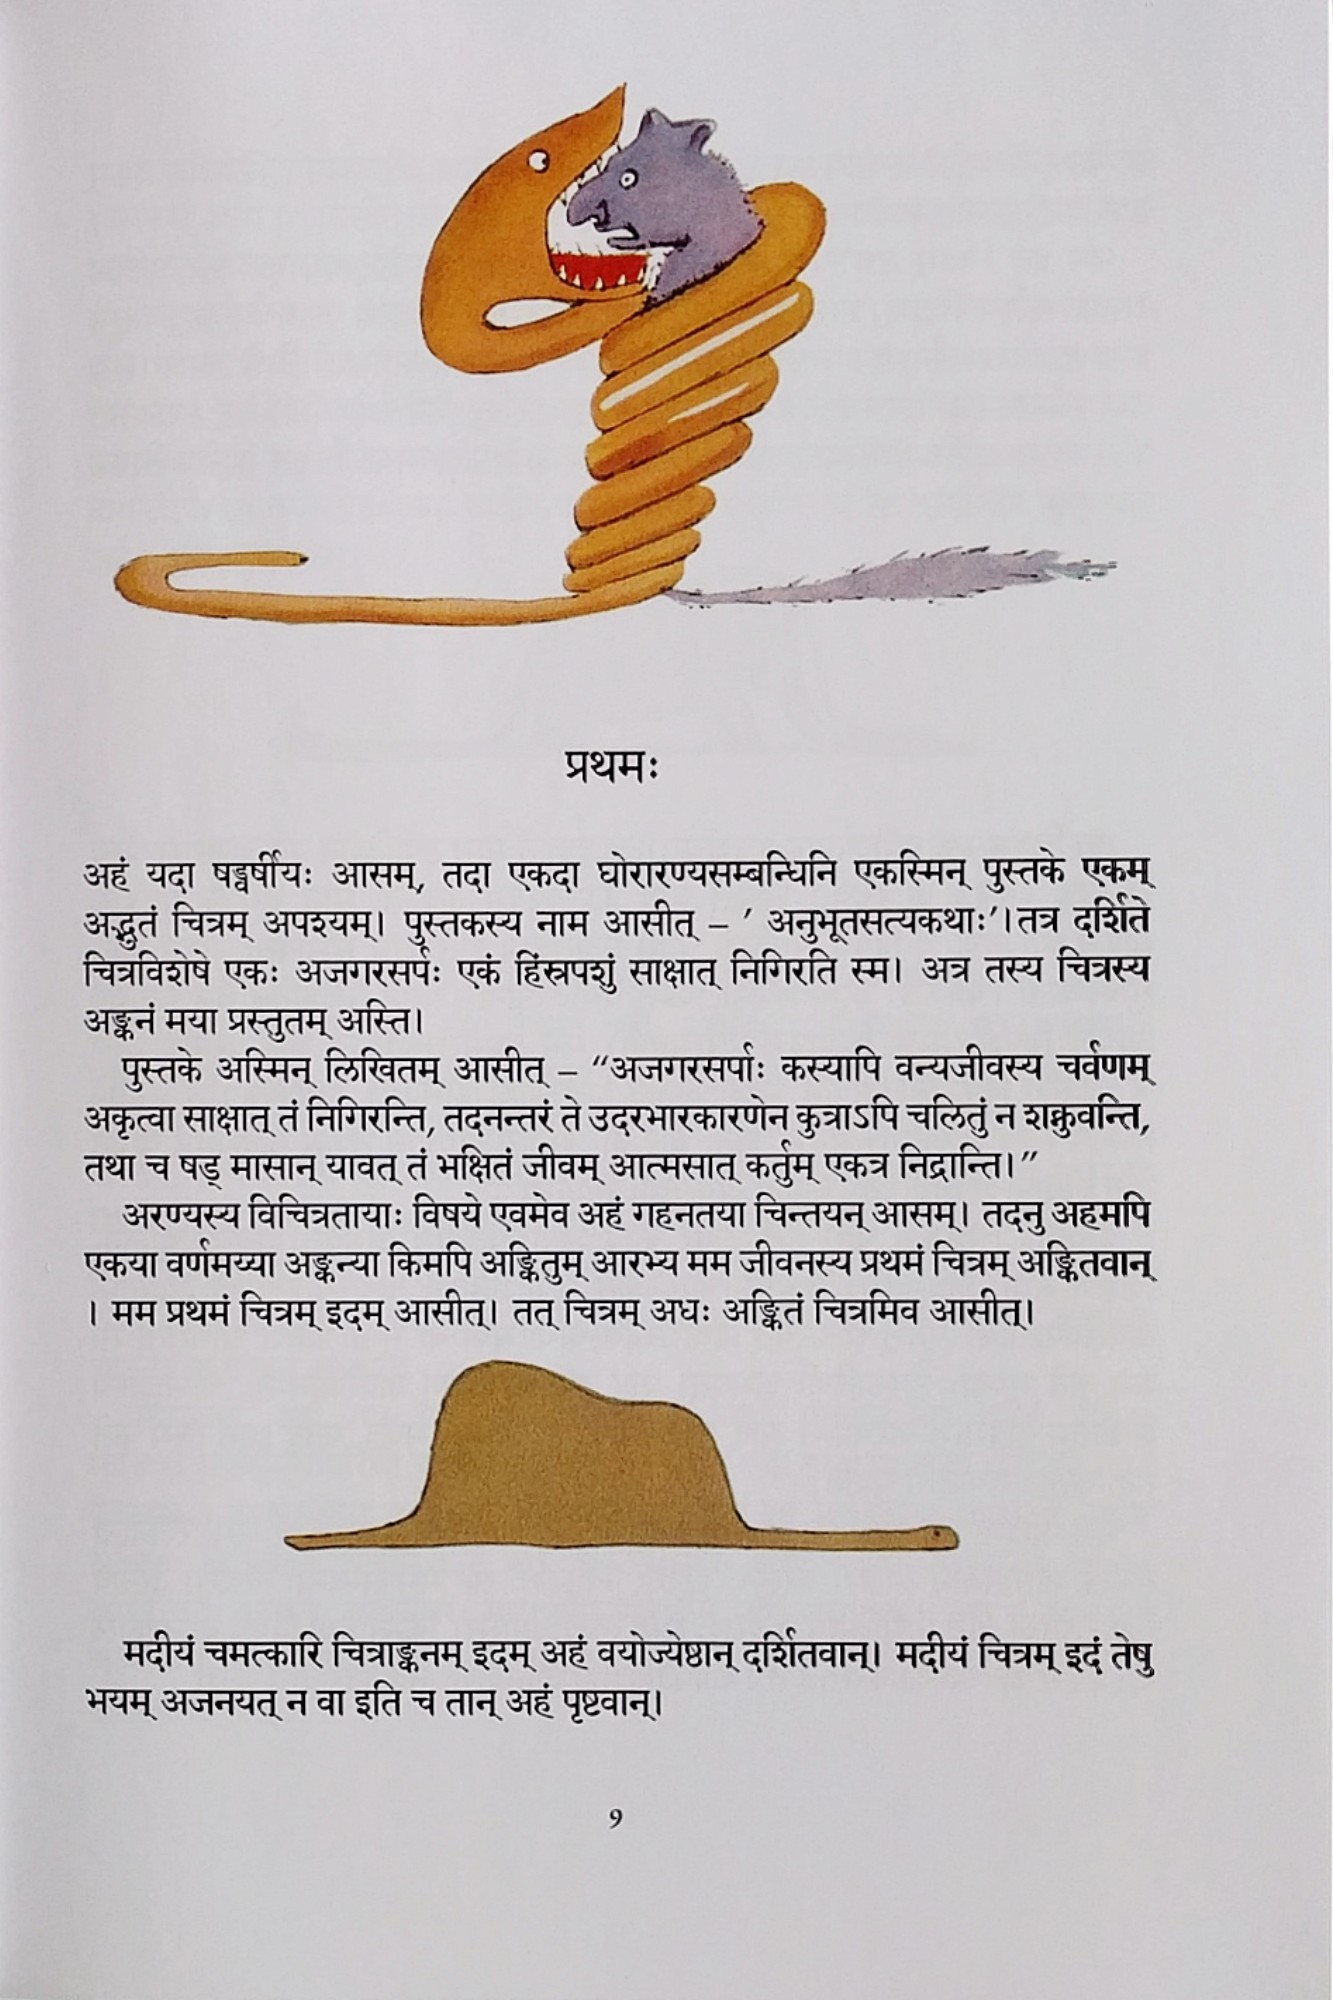 प्रथमः
अहं यदा षड्वर्षीयः आसम्, तदा एकदा घोरारण्यसम्बन्धिनि एकस्मिन् पुस्तके एकम्
अद्भुतं चित्रम् अपश्यम्। पुस्तकस्य नाम आसीत् – ’ अनुभूतसत्यकथाः’।तत्र दर्शिते
चित्रविशेषे एकः अजगरसर्पः एकं हिंस्रपशुं साक्षात् निगिरति स्म। अत्र तस्य चित्रस्य
अङ्कनं मया प्रस्तुतम् अस्ति।
पुस्तके अस्मिन् लिखितम् आसीत् – “अजगरसर्पाः कस्यापि वन्यजीवस्य चर्वणम्
अकृत्वा साक्षात् तं निगिरन्ति, तदनन्तरं ते उदरभारकारणेन कुत्राऽपि चलितुं न शक्नुवन्ति,
तथा च षड् मासान् यावत् तं भक्षितं जीवम् आत्मसात् कर्तुम् एकत्र निद्रान्ति।”
अरण्यस्य विचित्रतायाः विषये एवमेव अहं गहनतया चिन्तयन् आसम्। तदनु अहमपि
एकया वर्णमय्या अङ्कन्या किमपि अङ्कितुम् आरभ्य मम जीवनस्य प्रथमं चित्रम् अङ्कितवान्
। मम प्रथमं चित्रम् इदम् आसीत्। तत् चित्रम् अधः अङ्कितं चित्रमिव आसीत्।
मदीयं चमत्कारि चित्राङ्कनम् इदम् अहं वयोज्येष्ठान् दर्शितवान्। मदीयं चित्रम् इदं तेषु
भयम् अजनयत् न वा इति च तान् अहं पृष्टवान्।
9